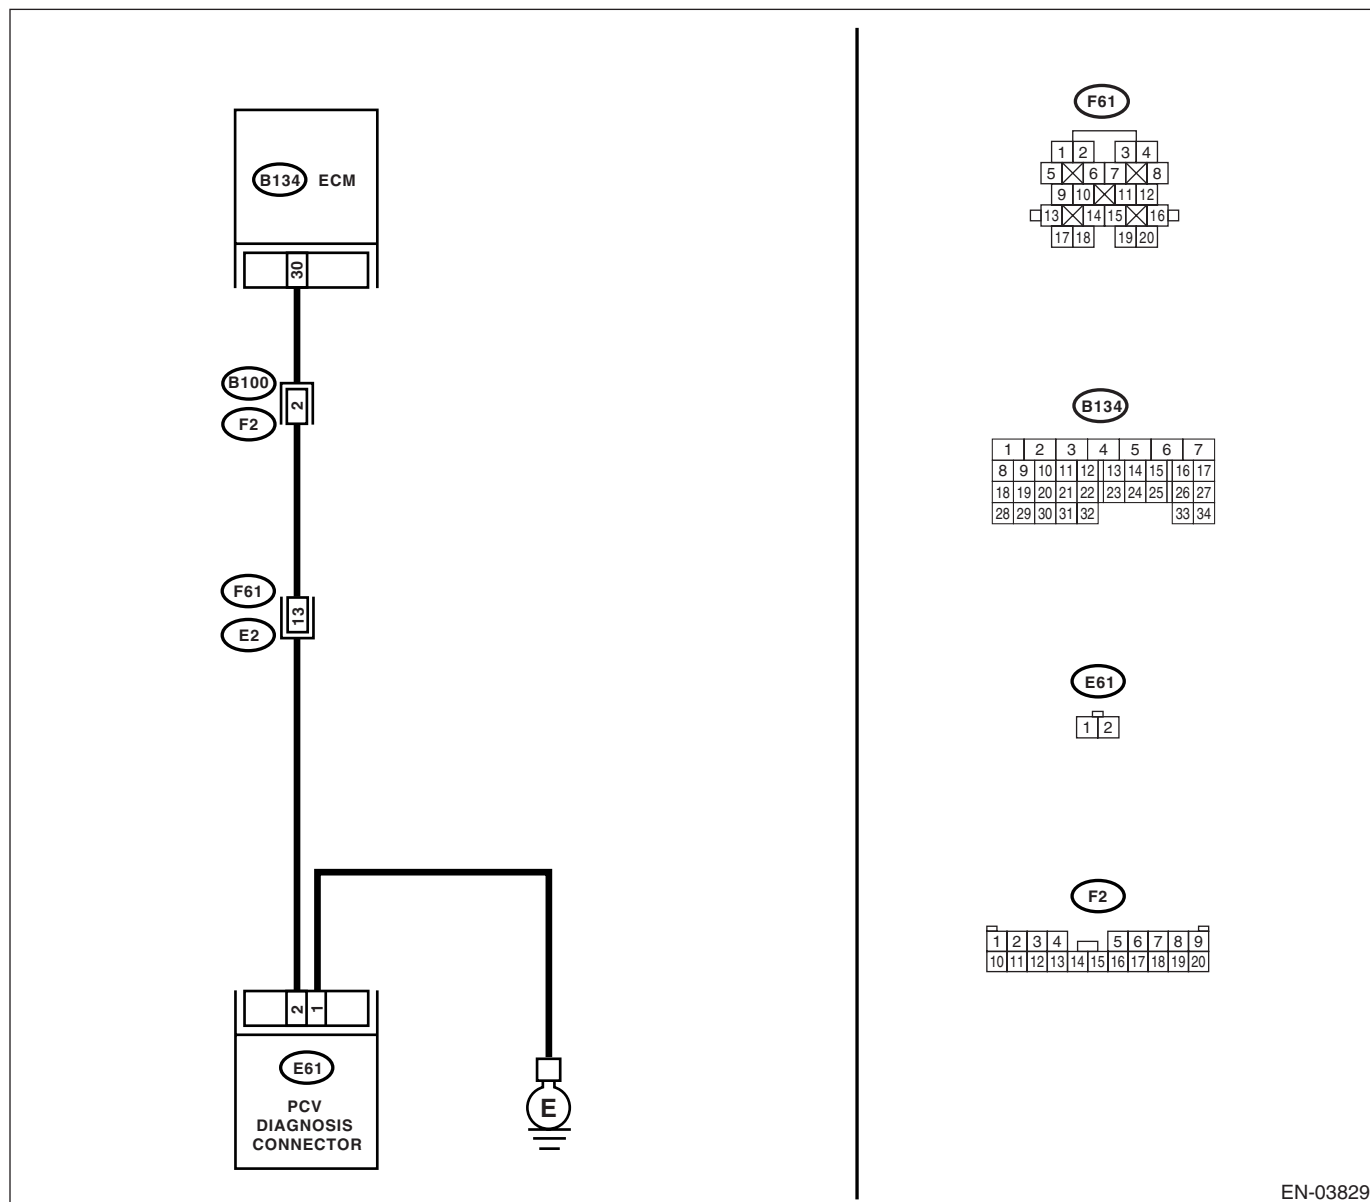 B134 ECM
30
B100
2
F2
F61
13
E2
2 1
E61
PCV
DIAGNOSIS
CONNECTOR
E
F61
1 2 3 4
5 6 7 8
9 10 11 12
13 14 15 16
17 18 19 20
B134
1 2 3 4 5 6 7
8 9 10 11 12 13 14 15 16 17
18 19 20 21 22 23 24 25 26 27
28 29 30 31 32 33 34
E61
1 2
F2
1 2 3 4 5 6 7 8 9
10 11 12 13 14 15 16 17 18 19 20
EN-03829